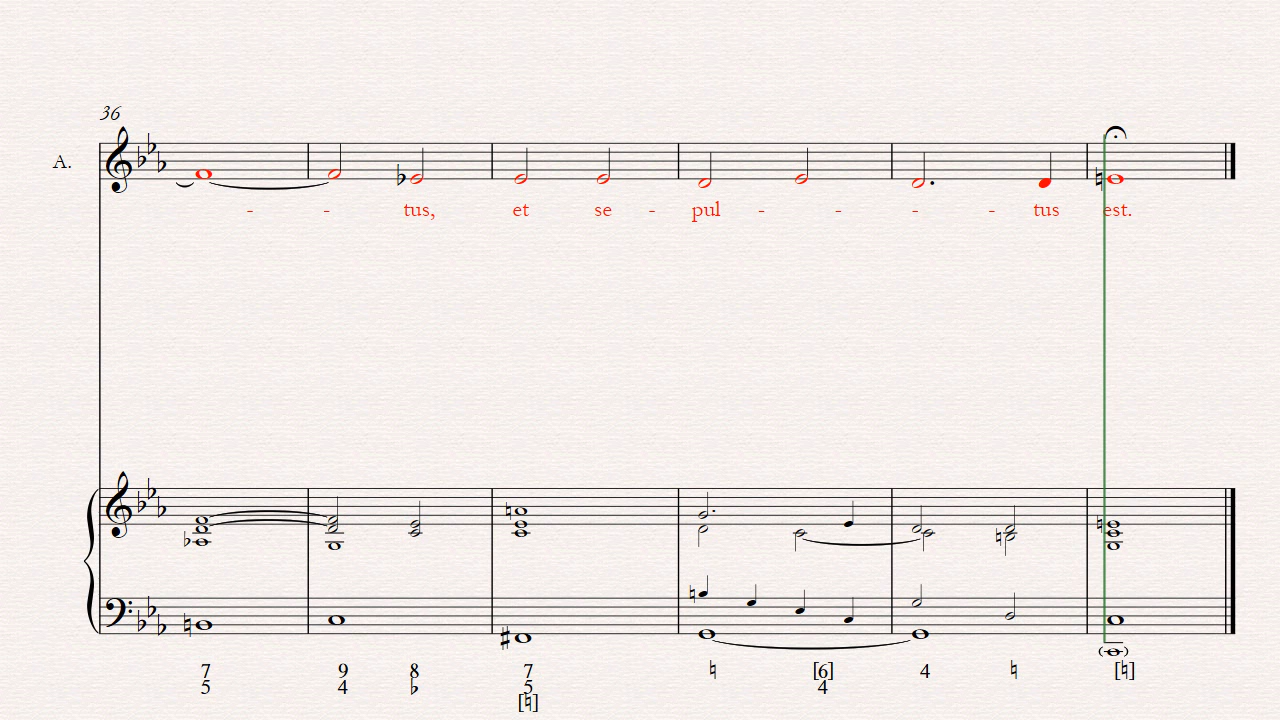 36
A.
- - tus, et se - pul - - - - tus est.
7 9 8 7 ♮ [6] 4 ♮ [♮]
5 4 ♭ 5 4
[♮]